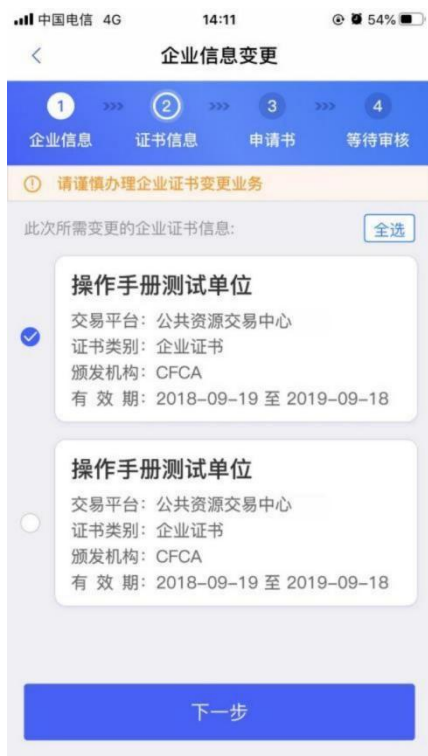 中国电信 4G 14:11 54%
企业信息变更
1 >>> 2 >>> 3 >>> 4
企业信息 证书信息 申请书 等待审核
请谨慎办理企业证书变更业务
此次所需变更的企业证书信息: 全选
操作手册测试单位
交易平台：公共资源交易中心
证书类别：企业证书
颁发机构：CFCA
有 效 期：2018-09-19 至 2019-09-18
操作手册测试单位
交易平台：公共资源交易中心
证书类别：企业证书
颁发机构：CFCA
有 效 期：2018-09-19 至 2019-09-18
下一步